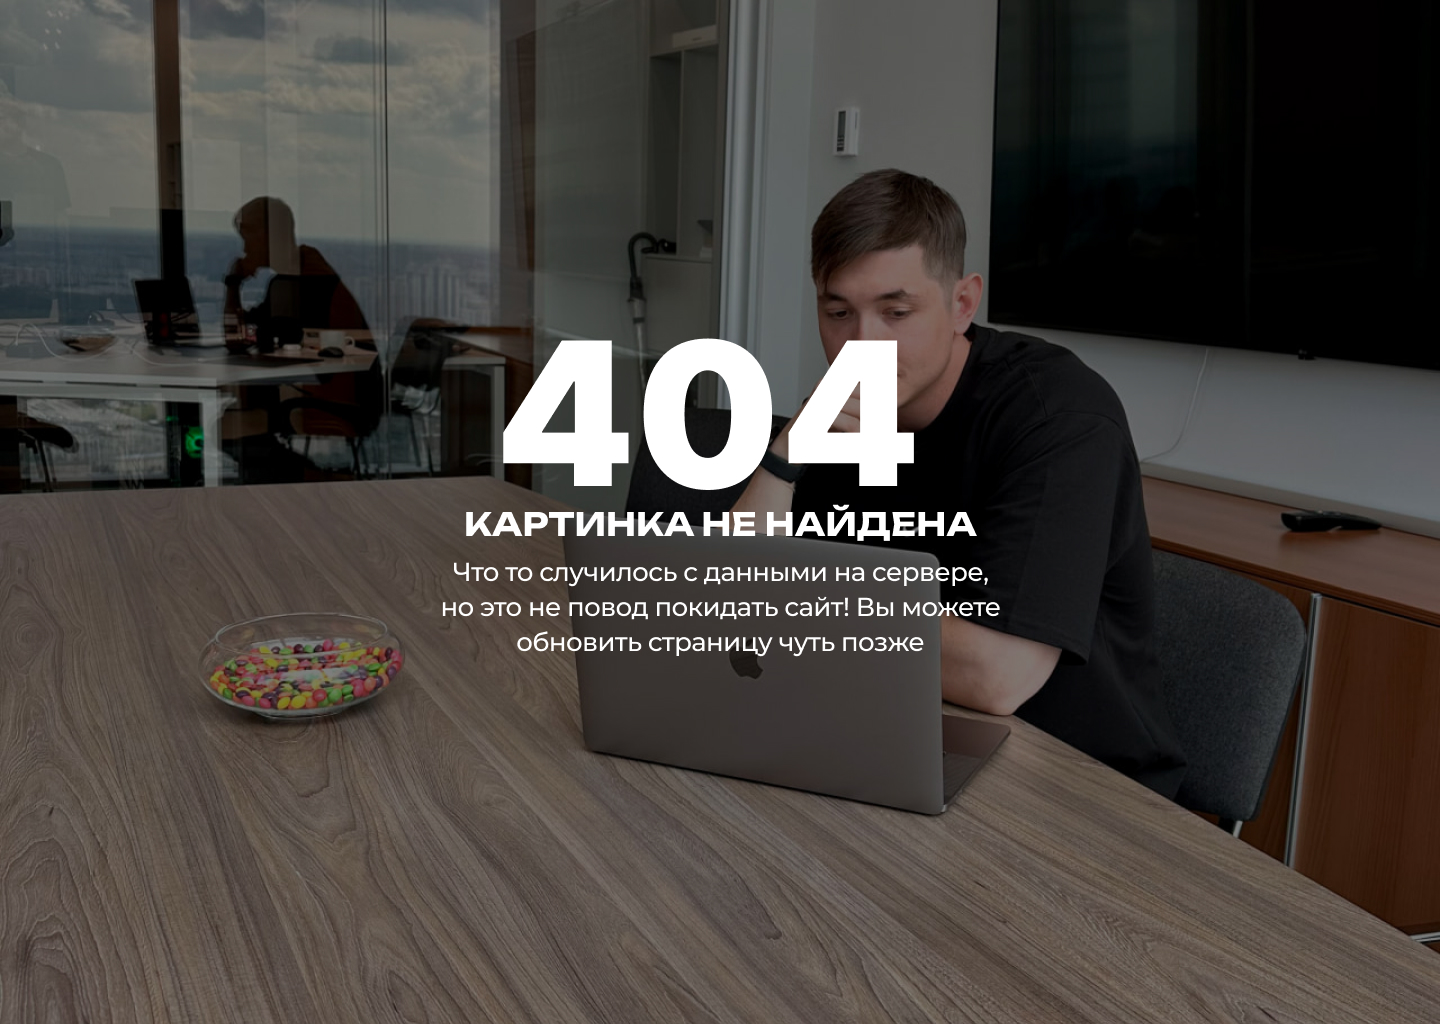 404
КАРТИНКА НЕ НАЙДЕНА
Что то случилось с данными на сервере,
но это не повод покидать сайт! Вы можете
обновить страницу чуть позже